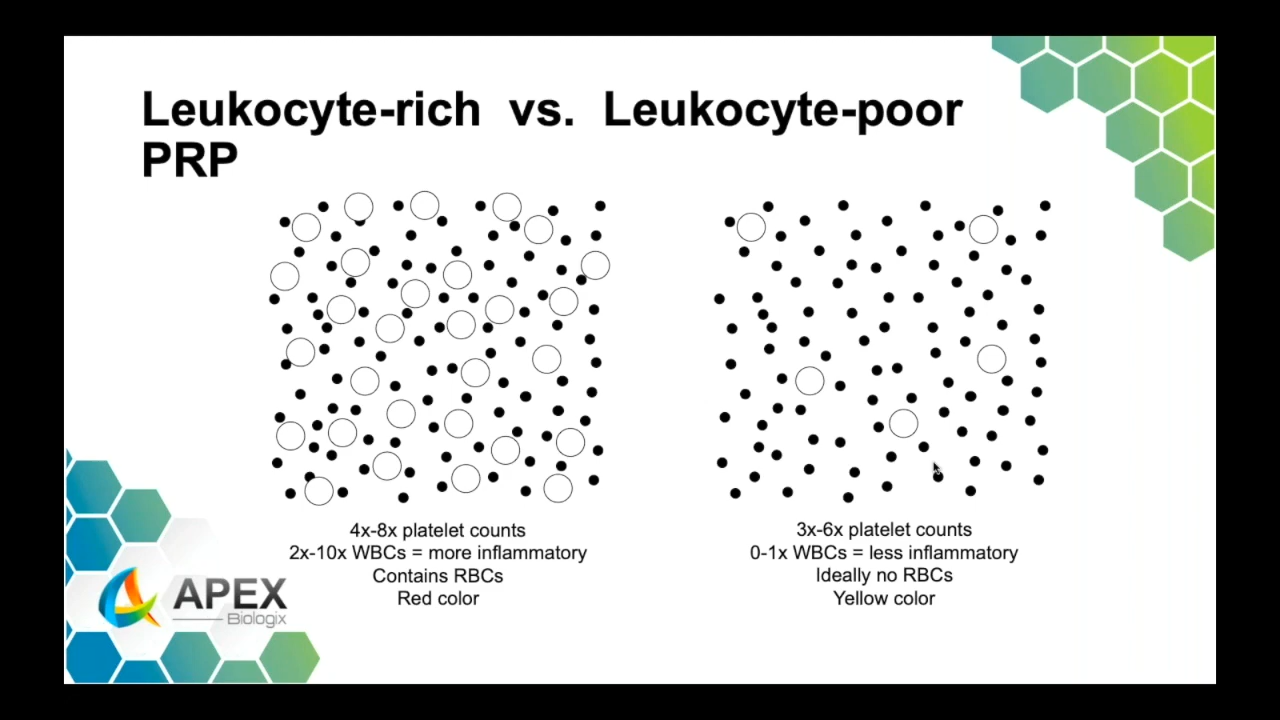 Leukocyte-rich vs. Leukocyte-poor
PRP
4x-8x platelet counts
2x-10x WBCs = more inflammatory
Contains RBCs
Red color
3x-6x platelet counts
0-1x WBCs = less inflammatory
Ideally no RBCs
Yellow color
APEX
Biologix